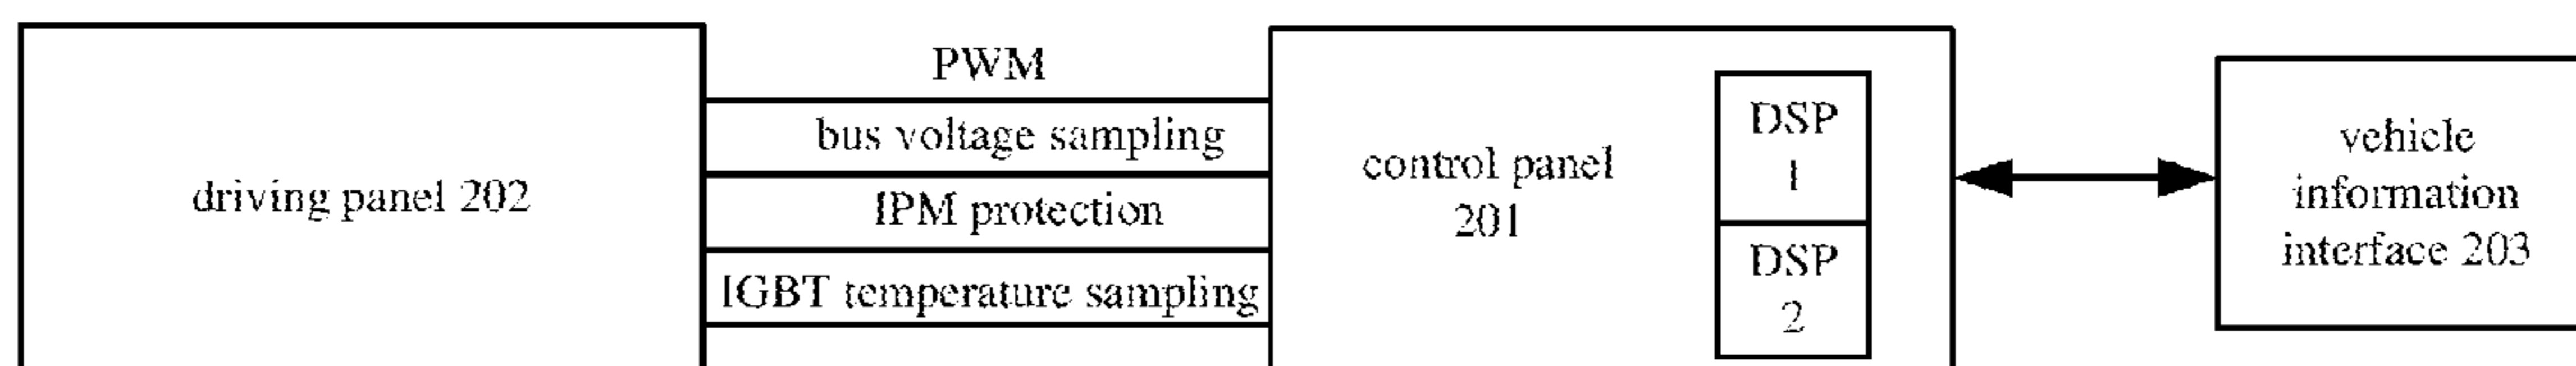 driving panel 202
PWM
bus voltage sampling
IPM protection
IGBT temperature sampling
control panel
201
DSP
1
DSP
2
vehicle
information
interface 203